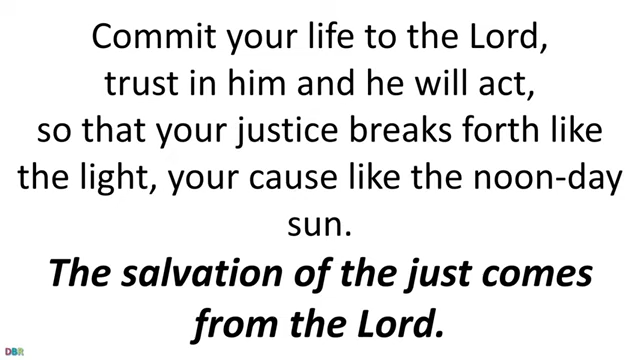 Commit your life to the Lord,
trust in him and he will act,
so that your justice breaks forth like
the light, your cause like the noon-day
sun.
The salvation of the just comes
from the Lord.
DBR